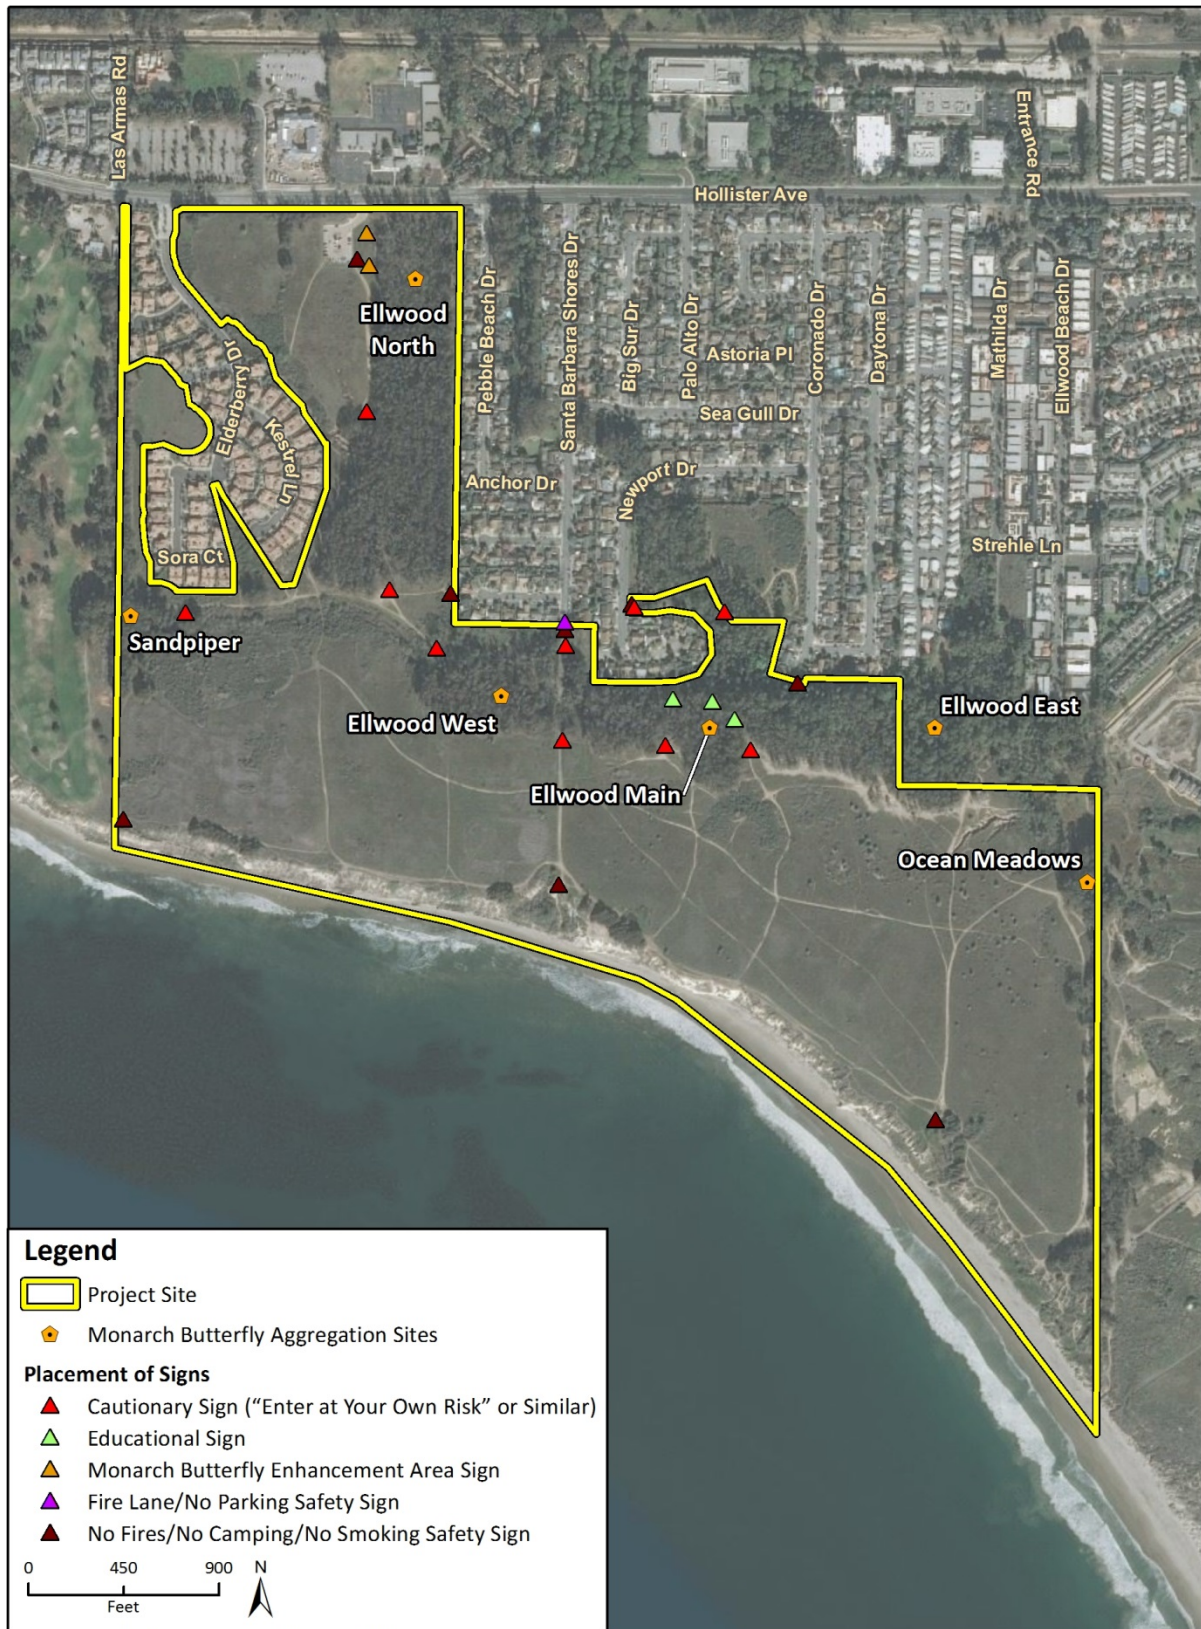 Las Armas Rd
Entrance Rd
Hollister Ave
Ellwood
North
Pebble Beach Dr
Santa Barbara Shores Dr
Big Sur Dr
Palo Alto Dr
Astoria Pl
Coronado Dr
Daytona Dr
Mathilda Dr
Ellwood Beach Dr
Elderberry Dr
Kestrel Ln
Sea Gull Dr
Anchor Dr
Newport Dr
Sora Ct
Strehle Ln
Sandpiper
Ellwood West
Ellwood East
Ellwood Main
Ocean Meadows
Legend
Project Site
Monarch Butterfly Aggregation Sites
Placement of Signs
Cautionary Sign (“Enter at Your Own Risk” or Similar)
Educational Sign
Monarch Butterfly Enhancement Area Sign
Fire Lane/No Parking Safety Sign
No Fires/No Camping/No Smoking Safety Sign
0 450 900 N
Feet